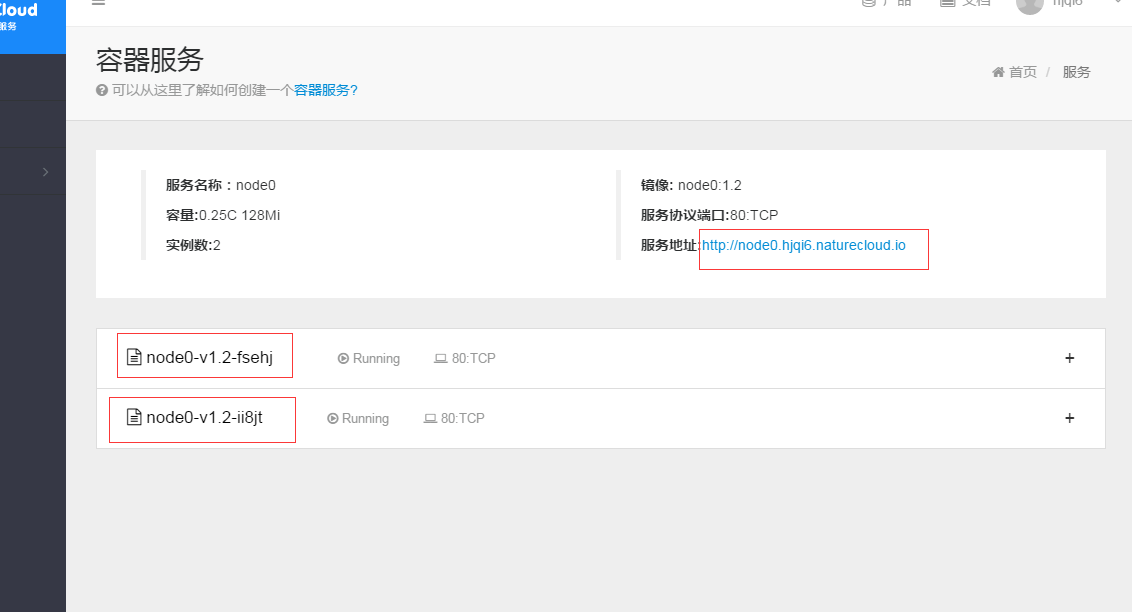 Cloud
服务
产品
文档
hjqi6
容器服务
可以从这里了解如何创建一个容器服务?
首页 / 服务
服务名称：node0
容量:0.25C 128Mi
实例数:2
镜像: node0:1.2
服务协议端口:80:TCP
服务地址:http://node0.hjqi6.naturecloud.io
node0-v1.2-fsehj Running 80:TCP +
node0-v1.2-ii8jt Running 80:TCP +